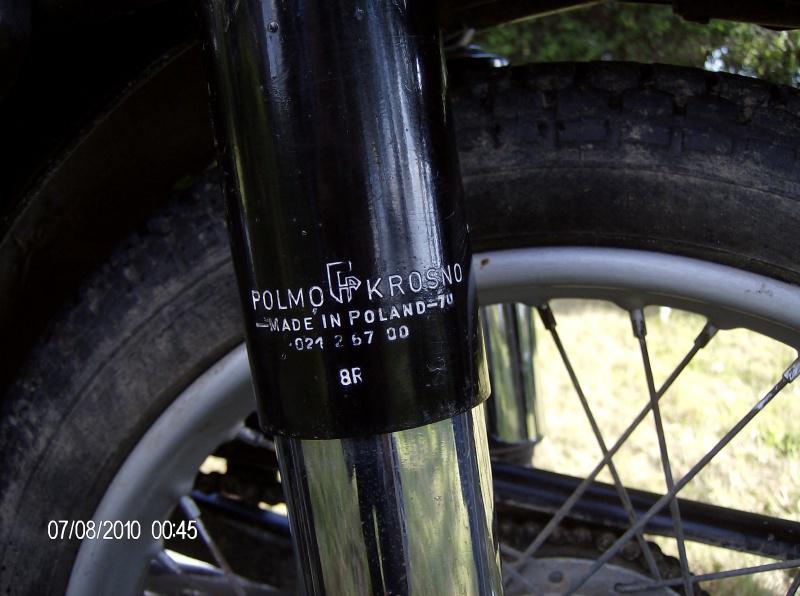 POLMO KROSNO
—MADE IN POLAND—70
021 2 67 00
8R
07/08/2010 00:45